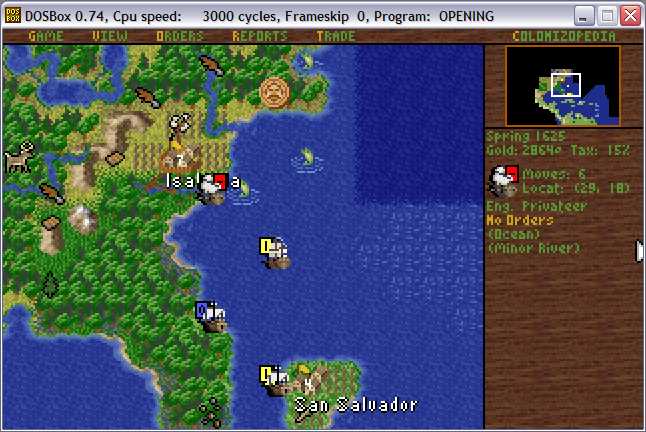 DOSBox 0.74, Cpu speed: 3000 cycles, Frameskip 0, Program: OPENING
GAME VIEW ORDERS REPORTS TRADE COLONIZOPEDIA
Spring 1625
Gold: 2864¢ Tax: 15%
Moves: 6
Locat: (29, 18)
Eng. Privateer
No Orders
(Ocean)
(Minor River)
San Salvador